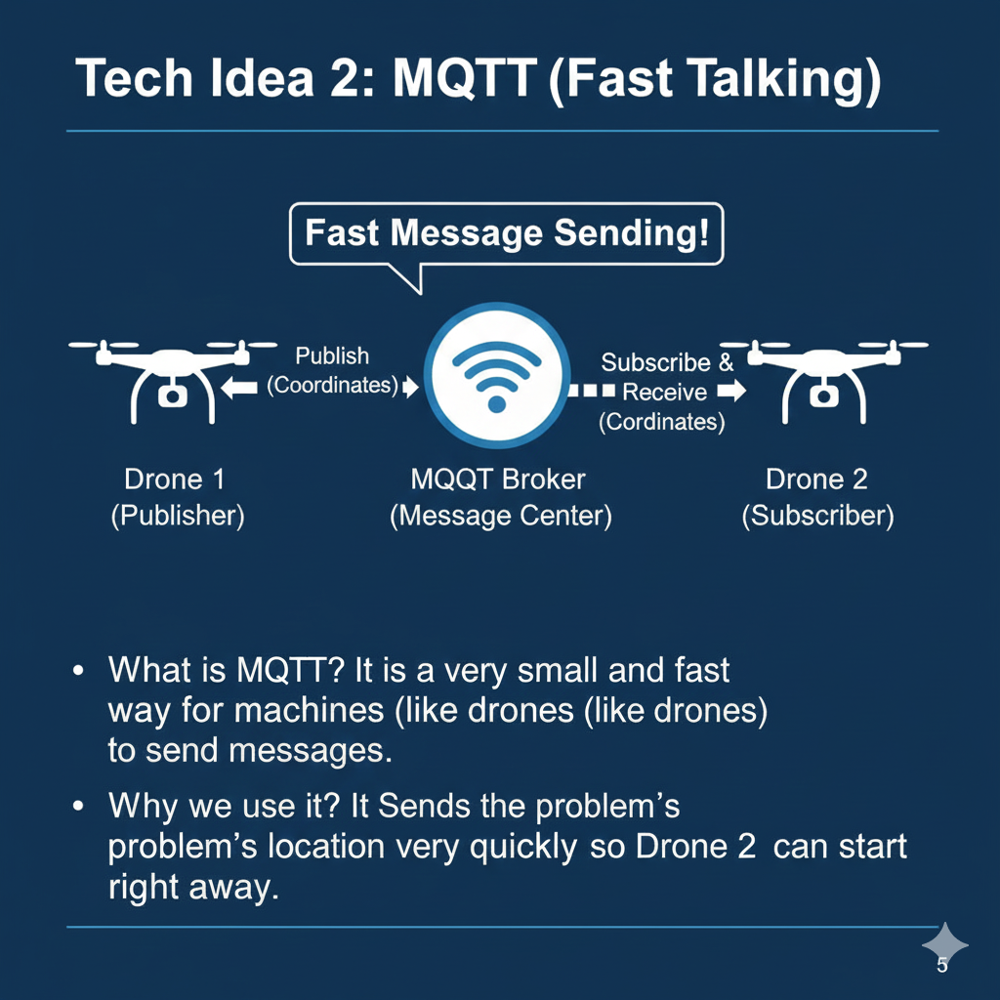 Tech Idea 2: MQTT (Fast Talking)
Fast Message Sending!
Publish
(Coordinates)
Subscribe &
Receive
(Cordinates)
Drone 1
(Publisher)
MQQT Broker
(Message Center)
Drone 2
(Subscriber)
• What is MQTT? It is a very small and fast
way for machines (like drones (like drones)
to send messages.
• Why we use it? It Sends the problem's
problem's location very quickly so Drone 2 can start
right away.
5